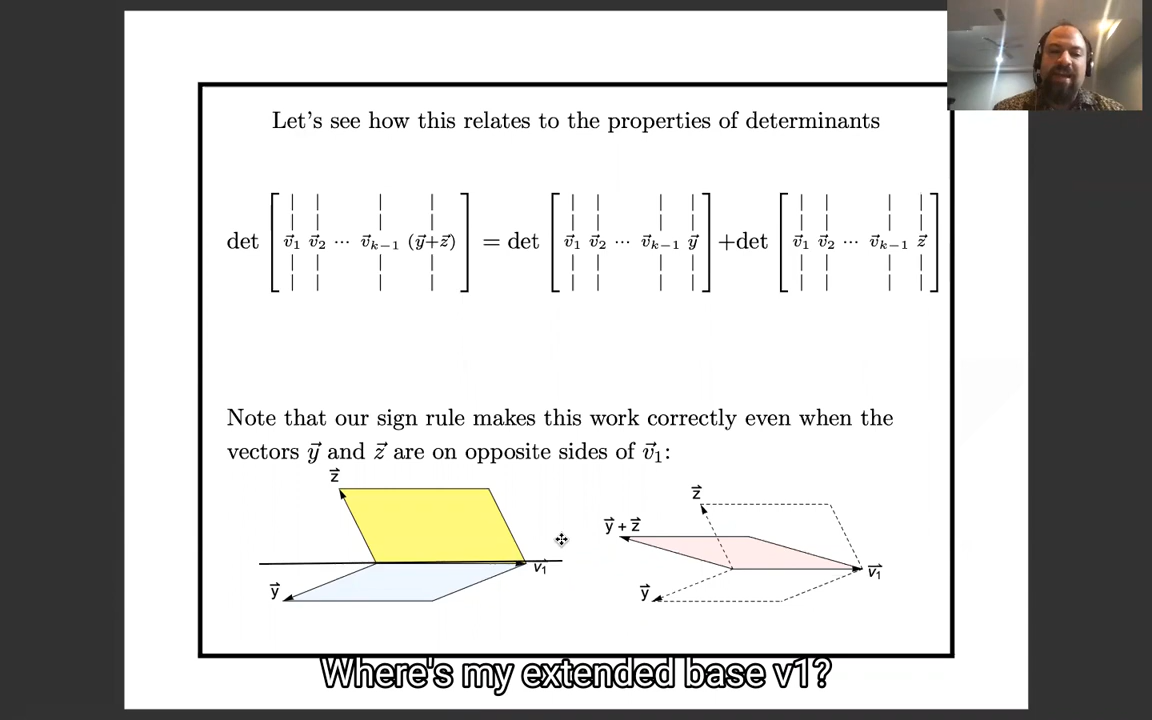 Let's see how this relates to the properties of determinants
det [v⃗₁ v⃗₂ ··· v⃗ₖ₋₁ (y⃗+z⃗)] = det [v⃗₁ v⃗₂ ··· v⃗ₖ₋₁ y⃗] +det [v⃗₁ v⃗₂ ··· v⃗ₖ₋₁ z⃗]
Note that our sign rule makes this work correctly even when the
vectors y⃗ and z⃗ are on opposite sides of v⃗₁:
z⃗
v₁
y⃗
z⃗
y⃗ + z⃗
v⃗₁
y⃗
Where's my extended base v1?